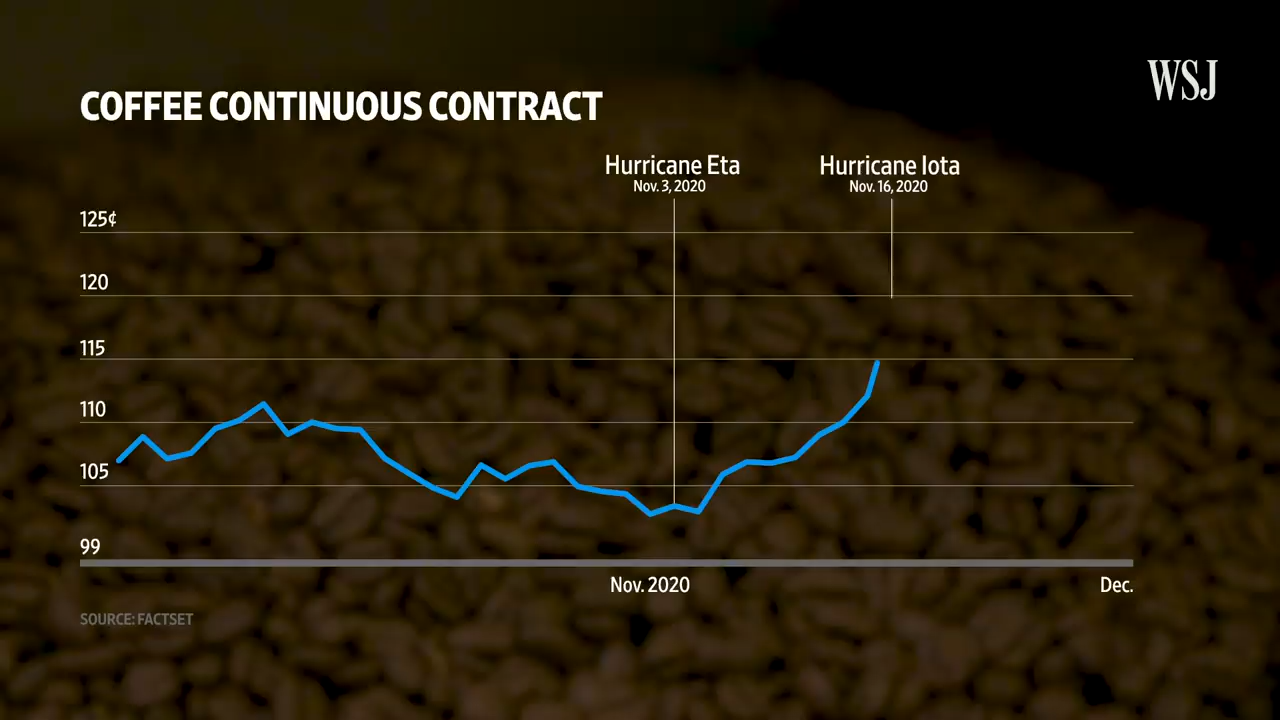 WSJ
COFFEE CONTINUOUS CONTRACT
Hurricane Eta
Nov. 3, 2020
Hurricane Iota
Nov. 16, 2020
125¢
120
115
110
105
99
Nov. 2020
Dec.
SOURCE: FACTSET